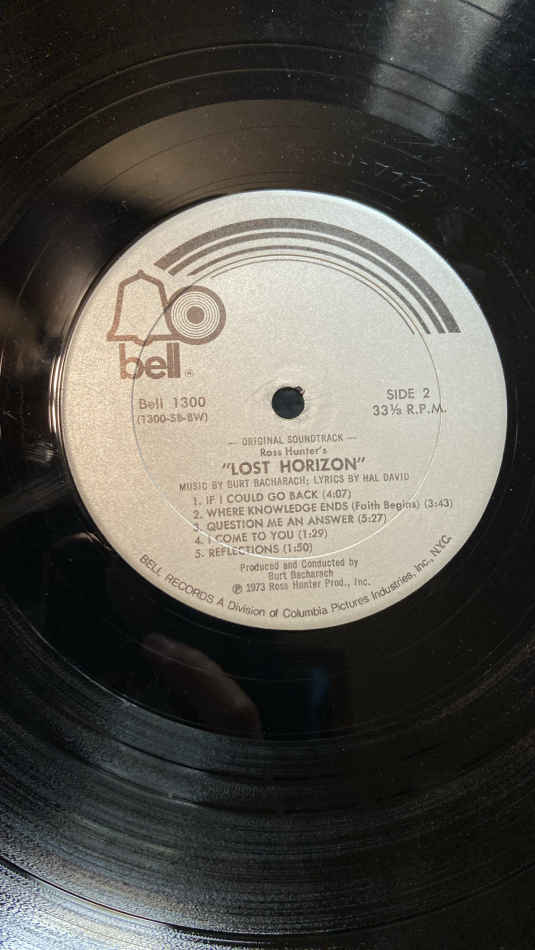 bell
Bell 1300
(1300-SB-BW)
SIDE 2
33⅓ R.P.M.
— ORIGINAL SOUNDTRACK —
Ross Hunter's
"LOST HORIZON"
MUSIC BY BURT BACHARACH; LYRICS BY HAL DAVID
1. IF I COULD GO BACK (4:07)
2. WHERE KNOWLEDGE ENDS (Faith Begins) (3:43)
3. QUESTION ME AN ANSWER (5:27)
4. I COME TO YOU (1:29)
5. REFLECTIONS (1:50)
Produced and Conducted by
Burt Bacharach
℗ 1973 Ross Hunter Prod., Inc.
BELL RECORDS A Division of Columbia Pictures Industries, Inc., N.Y.C.